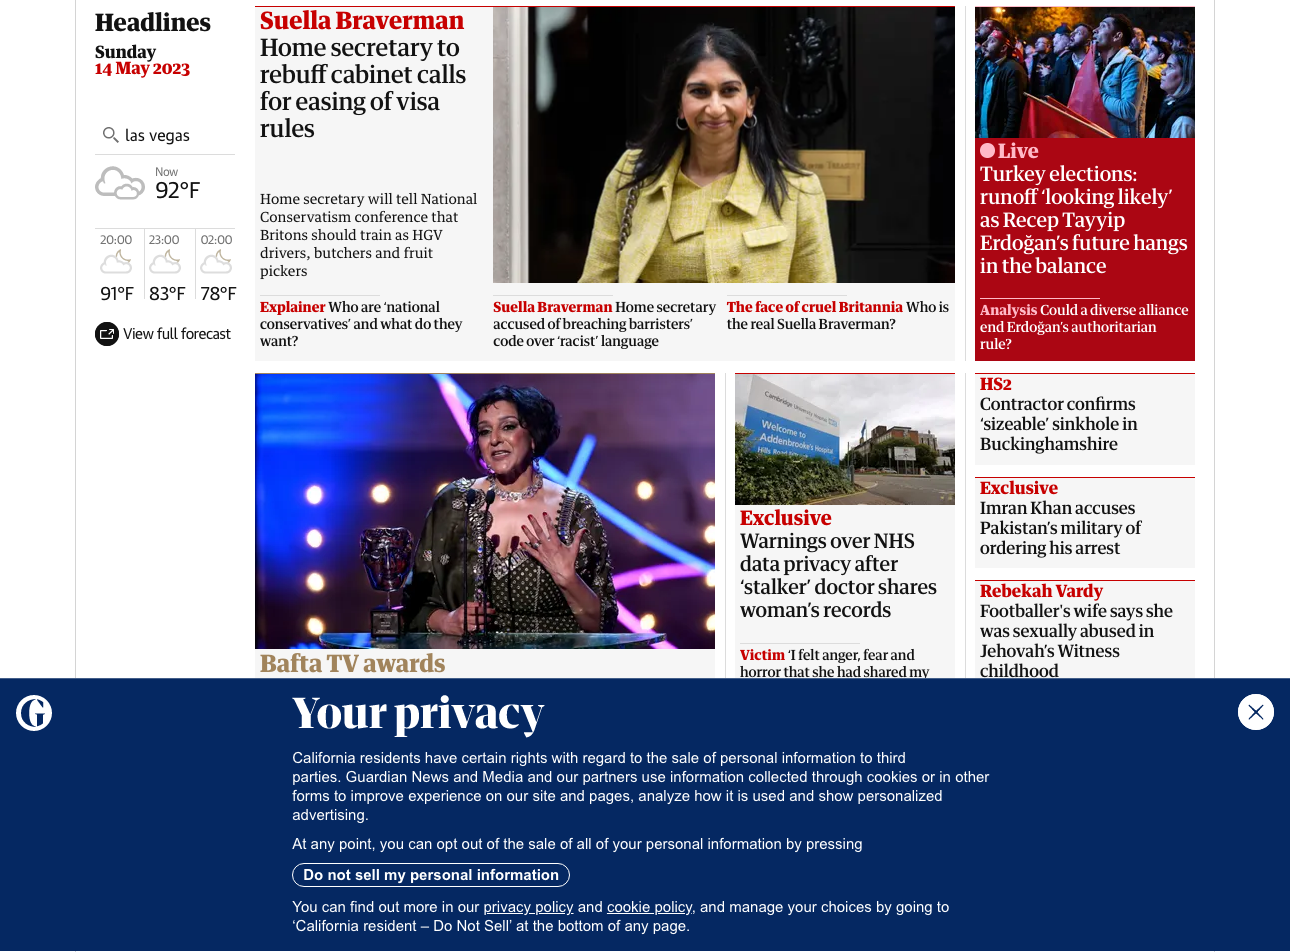 Headlines
Sunday
14 May 2023
las vegas
Now
92°F
20:00
23:00
02:00
91°F
83°F
78°F
View full forecast
Suella Braverman
Home secretary to
rebuff cabinet calls
for easing of visa
rules
Home secretary will tell National
Conservatism conference that
Britons should train as HGV
drivers, butchers and fruit
pickers
Explainer Who are ‘national
conservatives’ and what do they
want?
Suella Braverman Home secretary
accused of breaching barristers’
code over ‘racist’ language
The face of cruel Britannia Who is
the real Suella Braverman?
TREASURY
Live
Turkey elections:
runoff ‘looking likely’
as Recep Tayyip
Erdoğan’s future hangs
in the balance
Analysis Could a diverse alliance
end Erdoğan’s authoritarian
rule?
Bafta TV awards
Cambridge University Hospitals
Welcome to
Addenbrooke's Hospital
Hills Road
Exclusive
Warnings over NHS
data privacy after
‘stalker’ doctor shares
woman’s records
Victim ‘I felt anger, fear and
horror that she had shared my
HS2
Contractor confirms
‘sizeable’ sinkhole in
Buckinghamshire
Exclusive
Imran Khan accuses
Pakistan’s military of
ordering his arrest
Rebekah Vardy
Footballer's wife says she
was sexually abused in
Jehovah’s Witness
childhood
Your privacy
California residents have certain rights with regard to the sale of personal information to third
parties. Guardian News and Media and our partners use information collected through cookies or in other
forms to improve experience on our site and pages, analyze how it is used and show personalized
advertising.
At any point, you can opt out of the sale of all of your personal information by pressing
Do not sell my personal information
You can find out more in our privacy policy and cookie policy, and manage your choices by going to
‘California resident – Do Not Sell’ at the bottom of any page.